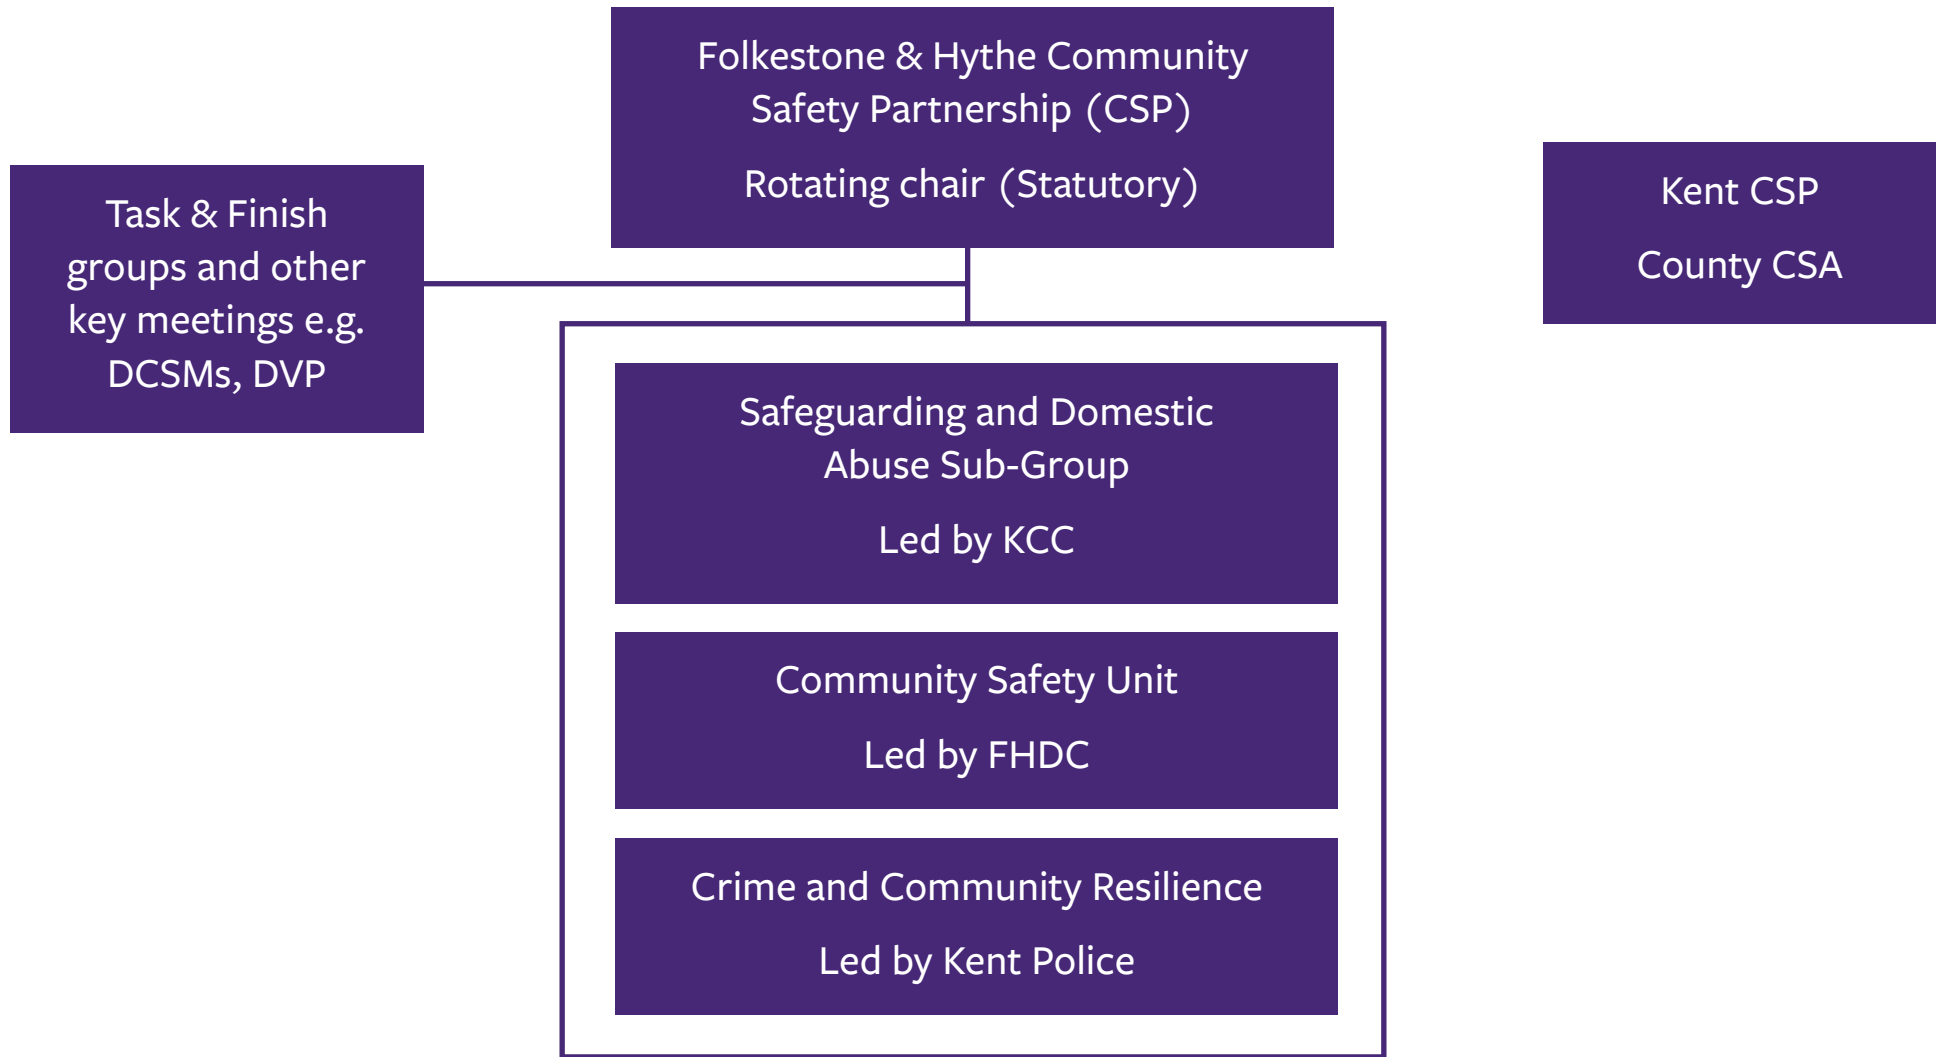 Folkestone & Hythe Community
Safety Partnership (CSP)
Rotating chair (Statutory)
Task & Finish
groups and other
key meetings e.g.
DCSMs, DVP
Kent CSP
County CSA
Safeguarding and Domestic
Abuse Sub-Group
Led by KCC
Community Safety Unit
Led by FHDC
Crime and Community Resilience
Led by Kent Police